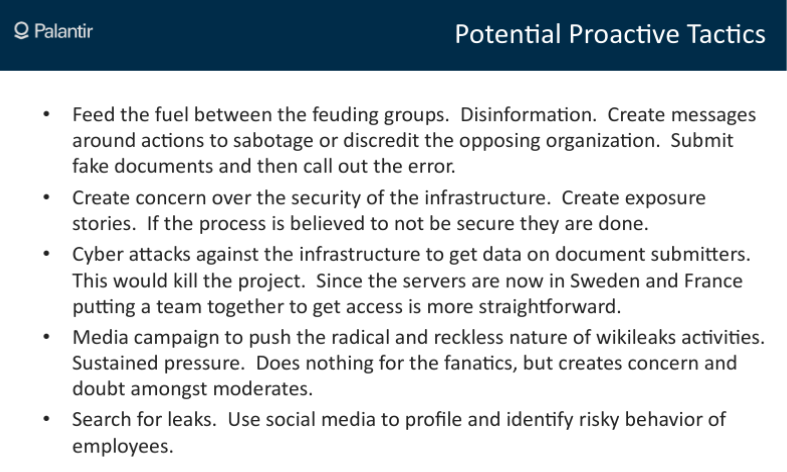 Palantir
Potential Proactive Tactics
• Feed the fuel between the feuding groups. Disinformation. Create messages
around actions to sabotage or discredit the opposing organization. Submit
fake documents and then call out the error.
• Create concern over the security of the infrastructure. Create exposure
stories. If the process is believed to not be secure they are done.
• Cyber attacks against the infrastructure to get data on document submitters.
This would kill the project. Since the servers are now in Sweden and France
putting a team together to get access is more straightforward.
• Media campaign to push the radical and reckless nature of wikileaks activities.
Sustained pressure. Does nothing for the fanatics, but creates concern and
doubt amongst moderates.
• Search for leaks. Use social media to profile and identify risky behavior of
employees.